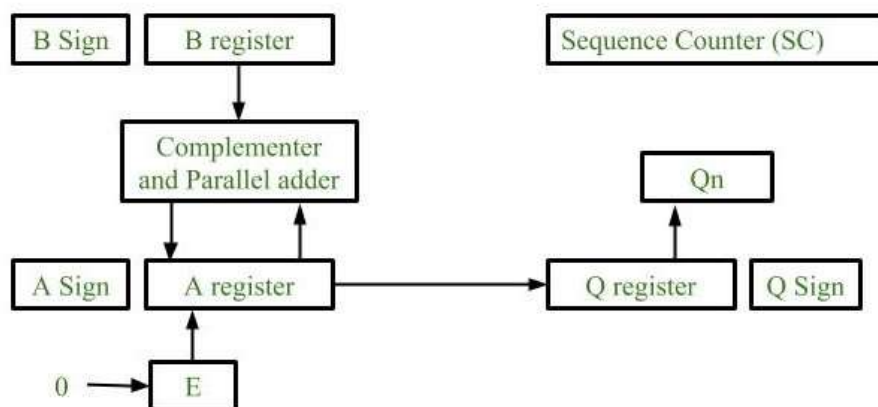 B Sign
B register
Sequence Counter (SC)
Complementer
and Parallel adder
Qn
A Sign
A register
Q register
Q Sign
0
E